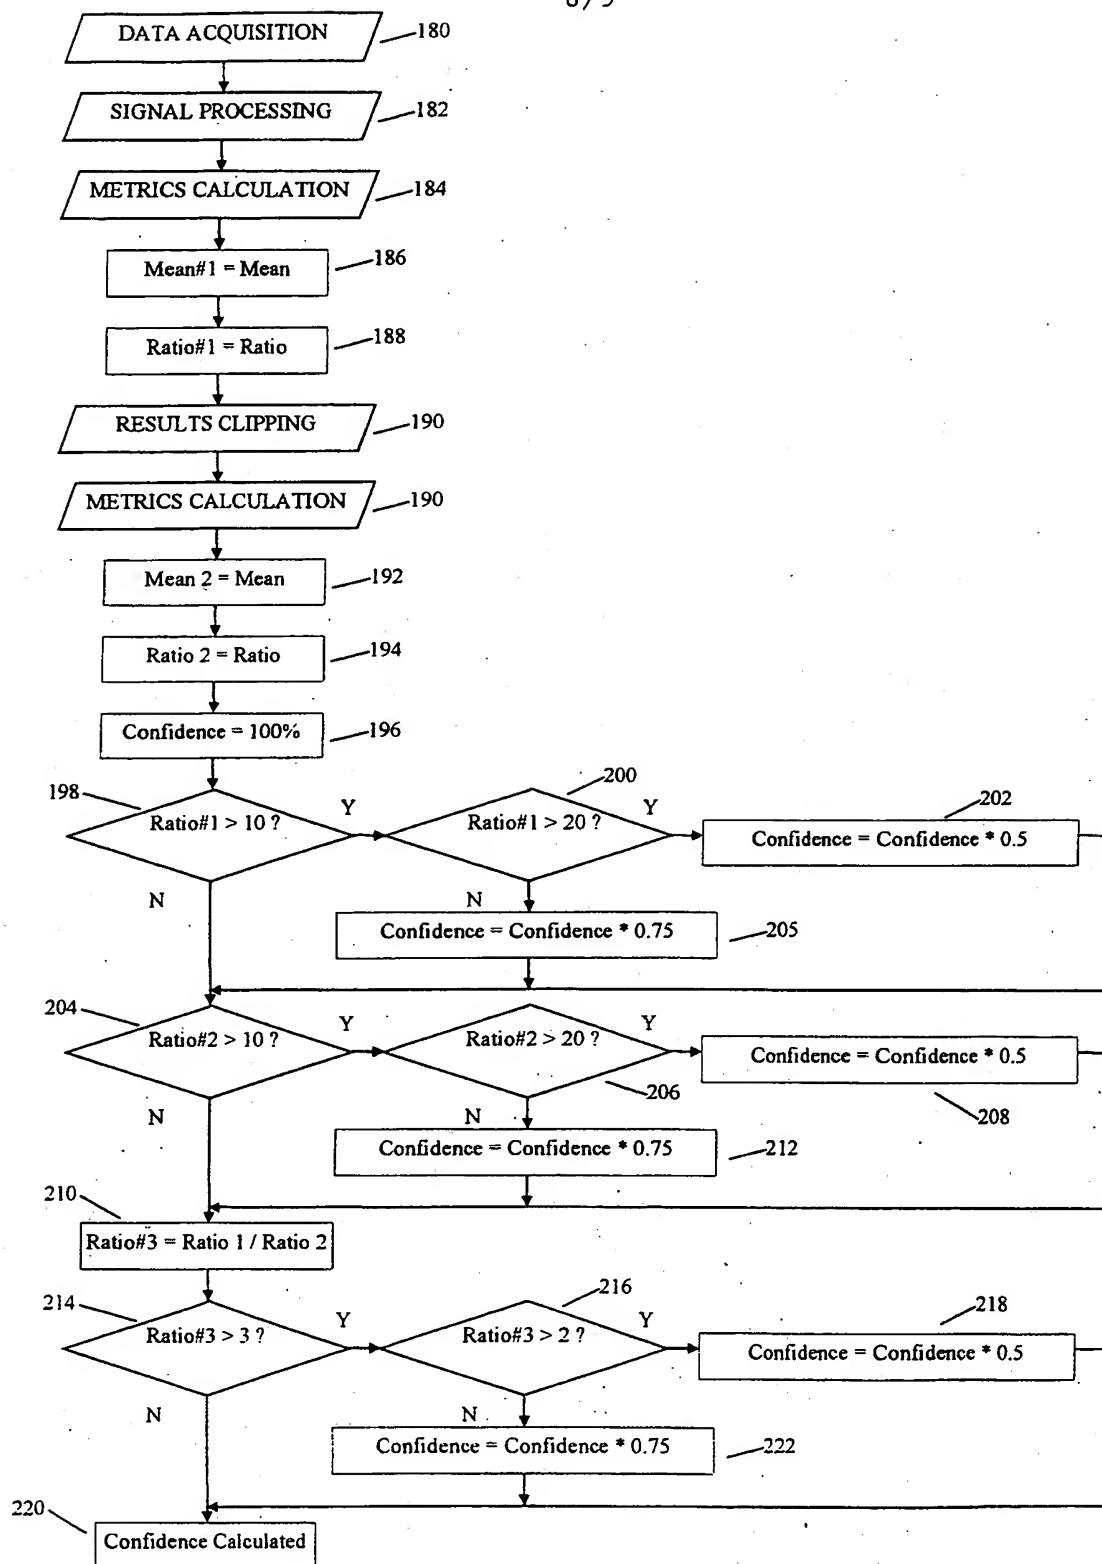 8/9
DATA ACQUISITION
180
SIGNAL PROCESSING
182
METRICS CALCULATION
184
Mean#1 = Mean
186
Ratio#1 = Ratio
188
RESULTS CLIPPING
190
METRICS CALCULATION
190
Mean 2 = Mean
192
Ratio 2 = Ratio
194
Confidence = 100%
196
198
Ratio#1 > 10 ?
Y
N
200
Ratio#1 > 20 ?
Y
N
202
Confidence = Confidence * 0.5
Confidence = Confidence * 0.75
205
204
Ratio#2 > 10 ?
Y
N
Ratio#2 > 20 ?
Y
206
N
Confidence = Confidence * 0.5
208
Confidence = Confidence * 0.75
212
210
Ratio#3 = Ratio 1 / Ratio 2
214
Ratio#3 > 3 ?
Y
N
216
Ratio#3 > 2 ?
Y
N
218
Confidence = Confidence * 0.5
Confidence = Confidence * 0.75
222
220
Confidence Calculated